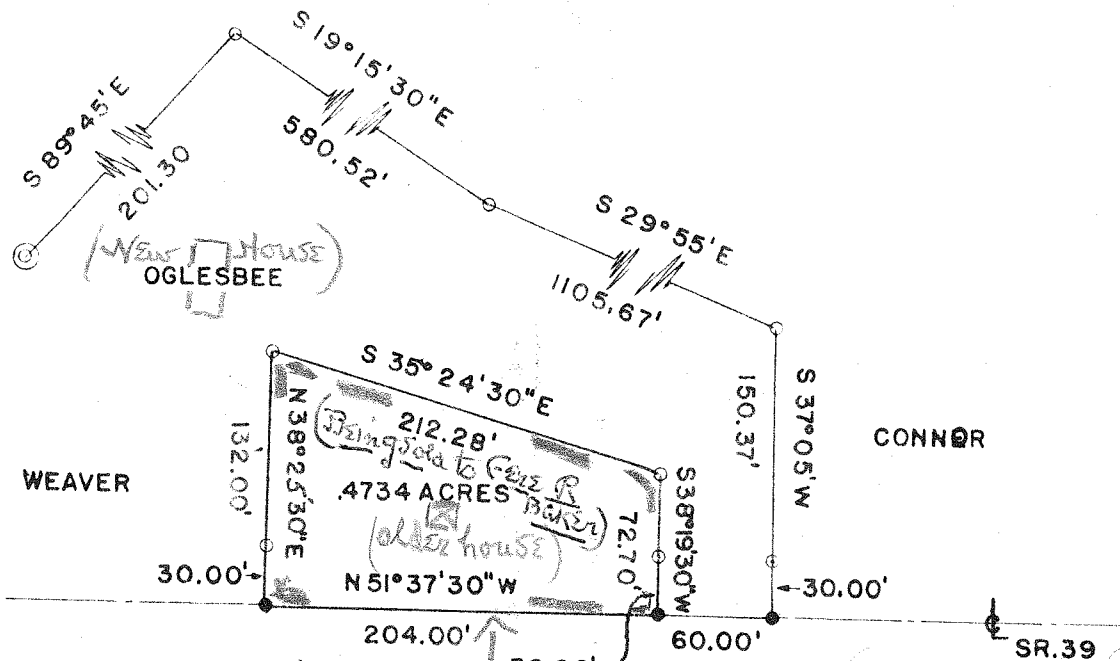 S 19° 15' 30" E
580.52'
S 89° 45' E
201.30
(New House)
OGLESBEE
S 29° 55' E
1105.67'
S 35° 24' 30" E
212.28'
(Being Sold to Gene R Baker)
.4734 ACRES
(older house)
N 51° 37' 30" W
204.00'
N 38° 25' 30" E
132.00'
30.00'
WEAVER
S 38° 19' 30" W
72.70'
S 37° 05' W
150.37'
30.00'
CONNOR
60.00'
SR.39